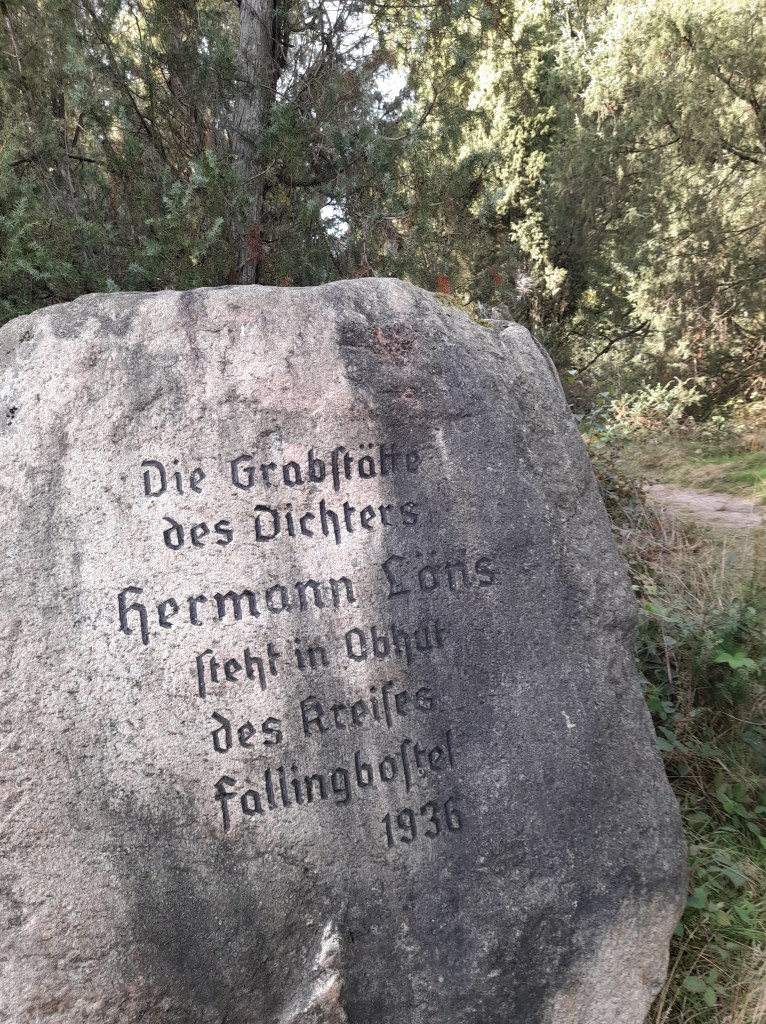 Die Grabſtätte
des Dichters
Hermann Löns
ſteht in Obhut
des Kreiſes
Fallingboſtel
1936